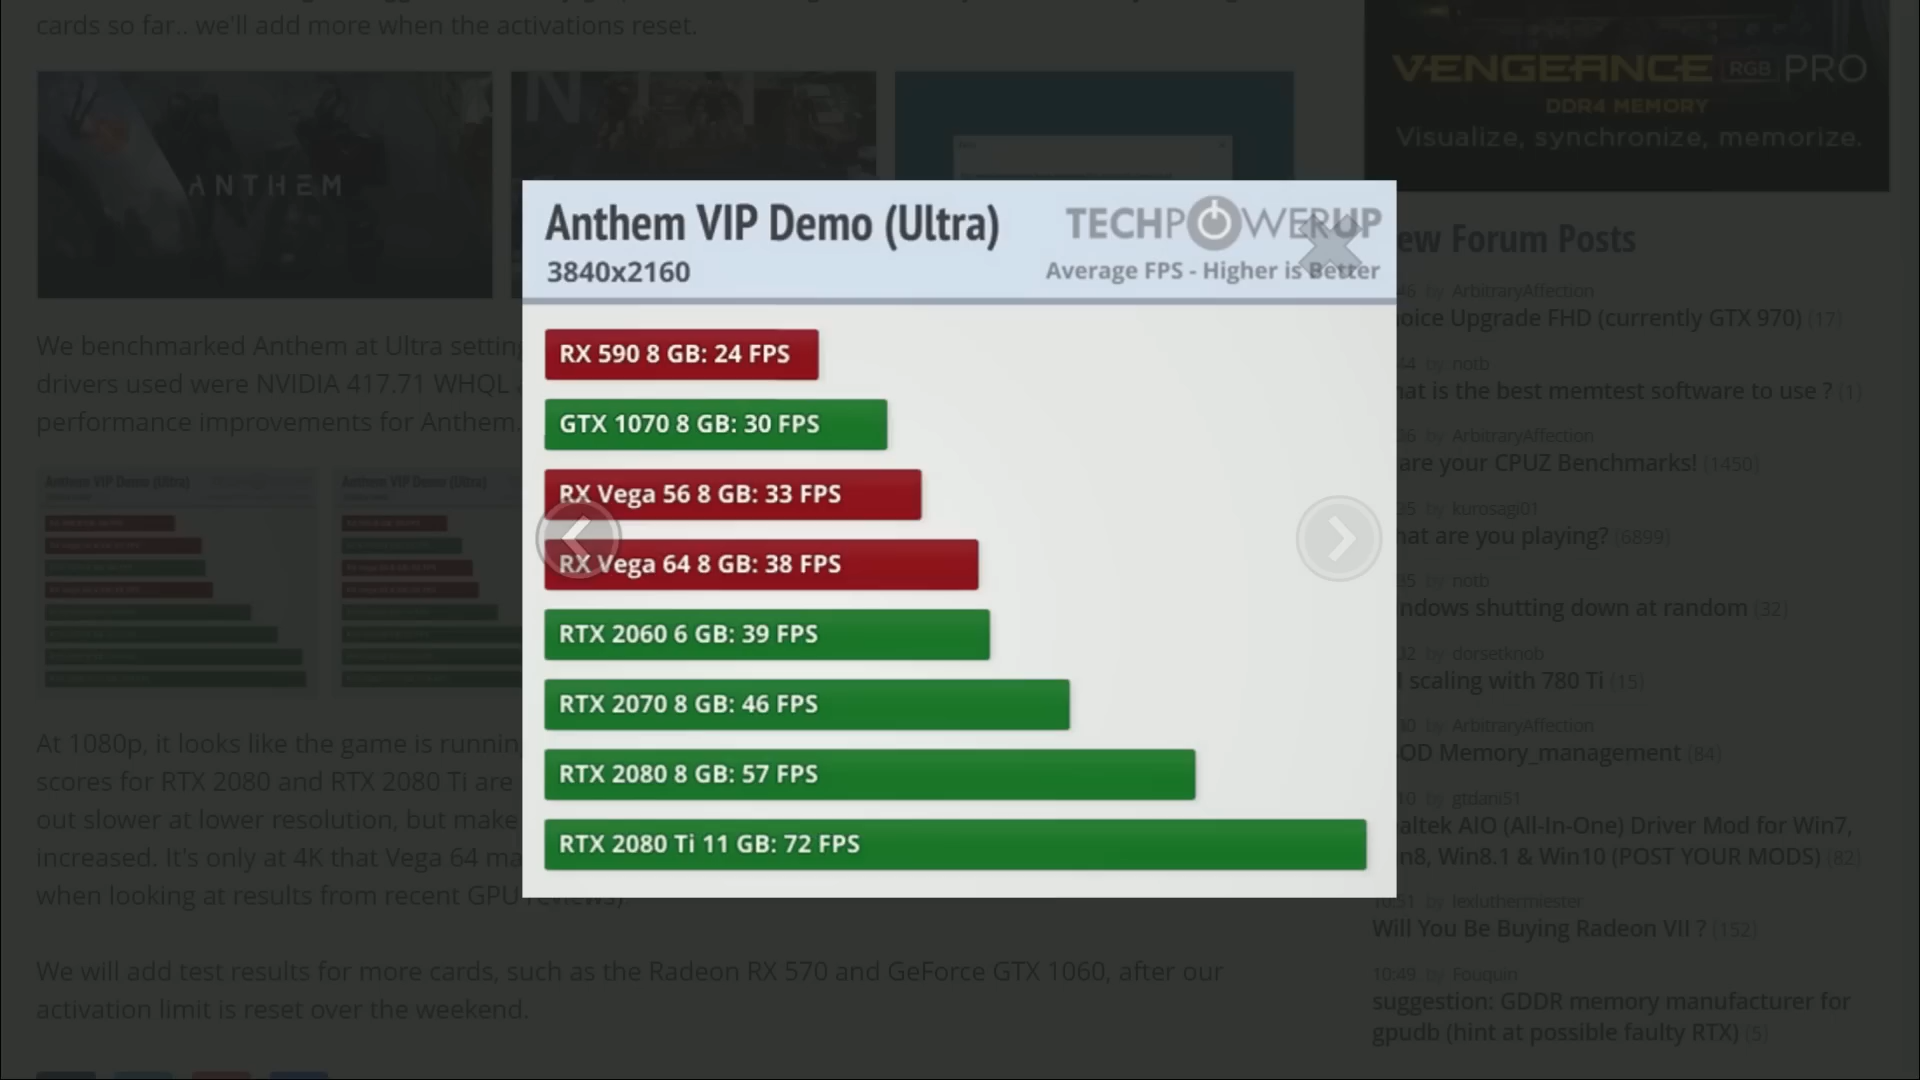 cards so far.. we'll add more when the activations reset.
ANTHEM
VENGEANCE RGB PRO
DDR4 MEMORY
Visualize, synchronize, memorize.
Anthem VIP Demo (Ultra)
3840x2160
TECHPOWERUP
Average FPS - Higher is Better
RX 590 8 GB: 24 FPS
GTX 1070 8 GB: 30 FPS
RX Vega 56 8 GB: 33 FPS
RX Vega 64 8 GB: 38 FPS
RTX 2060 6 GB: 39 FPS
RTX 2070 8 GB: 46 FPS
RTX 2080 8 GB: 57 FPS
RTX 2080 Ti 11 GB: 72 FPS
We benchmarked Anthem at Ultra
drivers used were NVIDIA 417.71 WHQL
performance improvements for Anthem.
Anthem VIP Demo (Ultra)
Anthem VIP Demo (Ultra)
At 1080p, it looks like the game is
scores for RTX 2080 and RTX 2080 Ti are
out slower at lower resolution, but make
increased. It's only at 4K that Vega 64
when looking at results from recent GPU reviews).
We will add test results for more cards, such as the Radeon RX 570 and GeForce GTX 1060, after our
activation limit is reset over the weekend.
Forum Posts
by ArbitraryAffection
Upgrade FHD (currently GTX 970) (17)
by notb
is the best memtest software to use ? (1)
by ArbitraryAffection
your CPUZ Benchmarks! (1450)
by kurosagi01
are you playing? (6899)
by notb
shutting down at random (32)
by dorsetknob
scaling with 780 Ti (15)
by ArbitraryAffection
Memory_management (84)
by gtdani51
AIO (All-In-One) Driver Mod for Win7,
Win8.1 & Win10 (POST YOUR MODS) (82)
10:51 by lexluthermiester
Will You Be Buying Radeon VII ? (152)
10:49 by Fouquin
suggestion: GDDR memory manufacturer for
gpudb (hint at possible faulty RTX) (5)